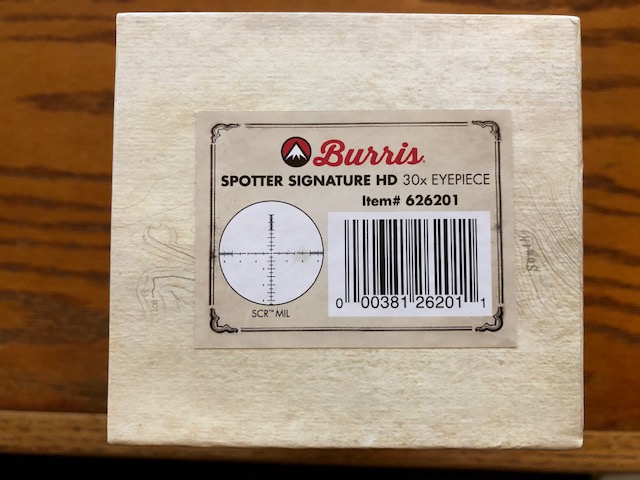 Burris
SPOTTER SIGNATURE HD 30x EYEPIECE
Item# 626201
SCR™ MIL
0 00381 26201 1